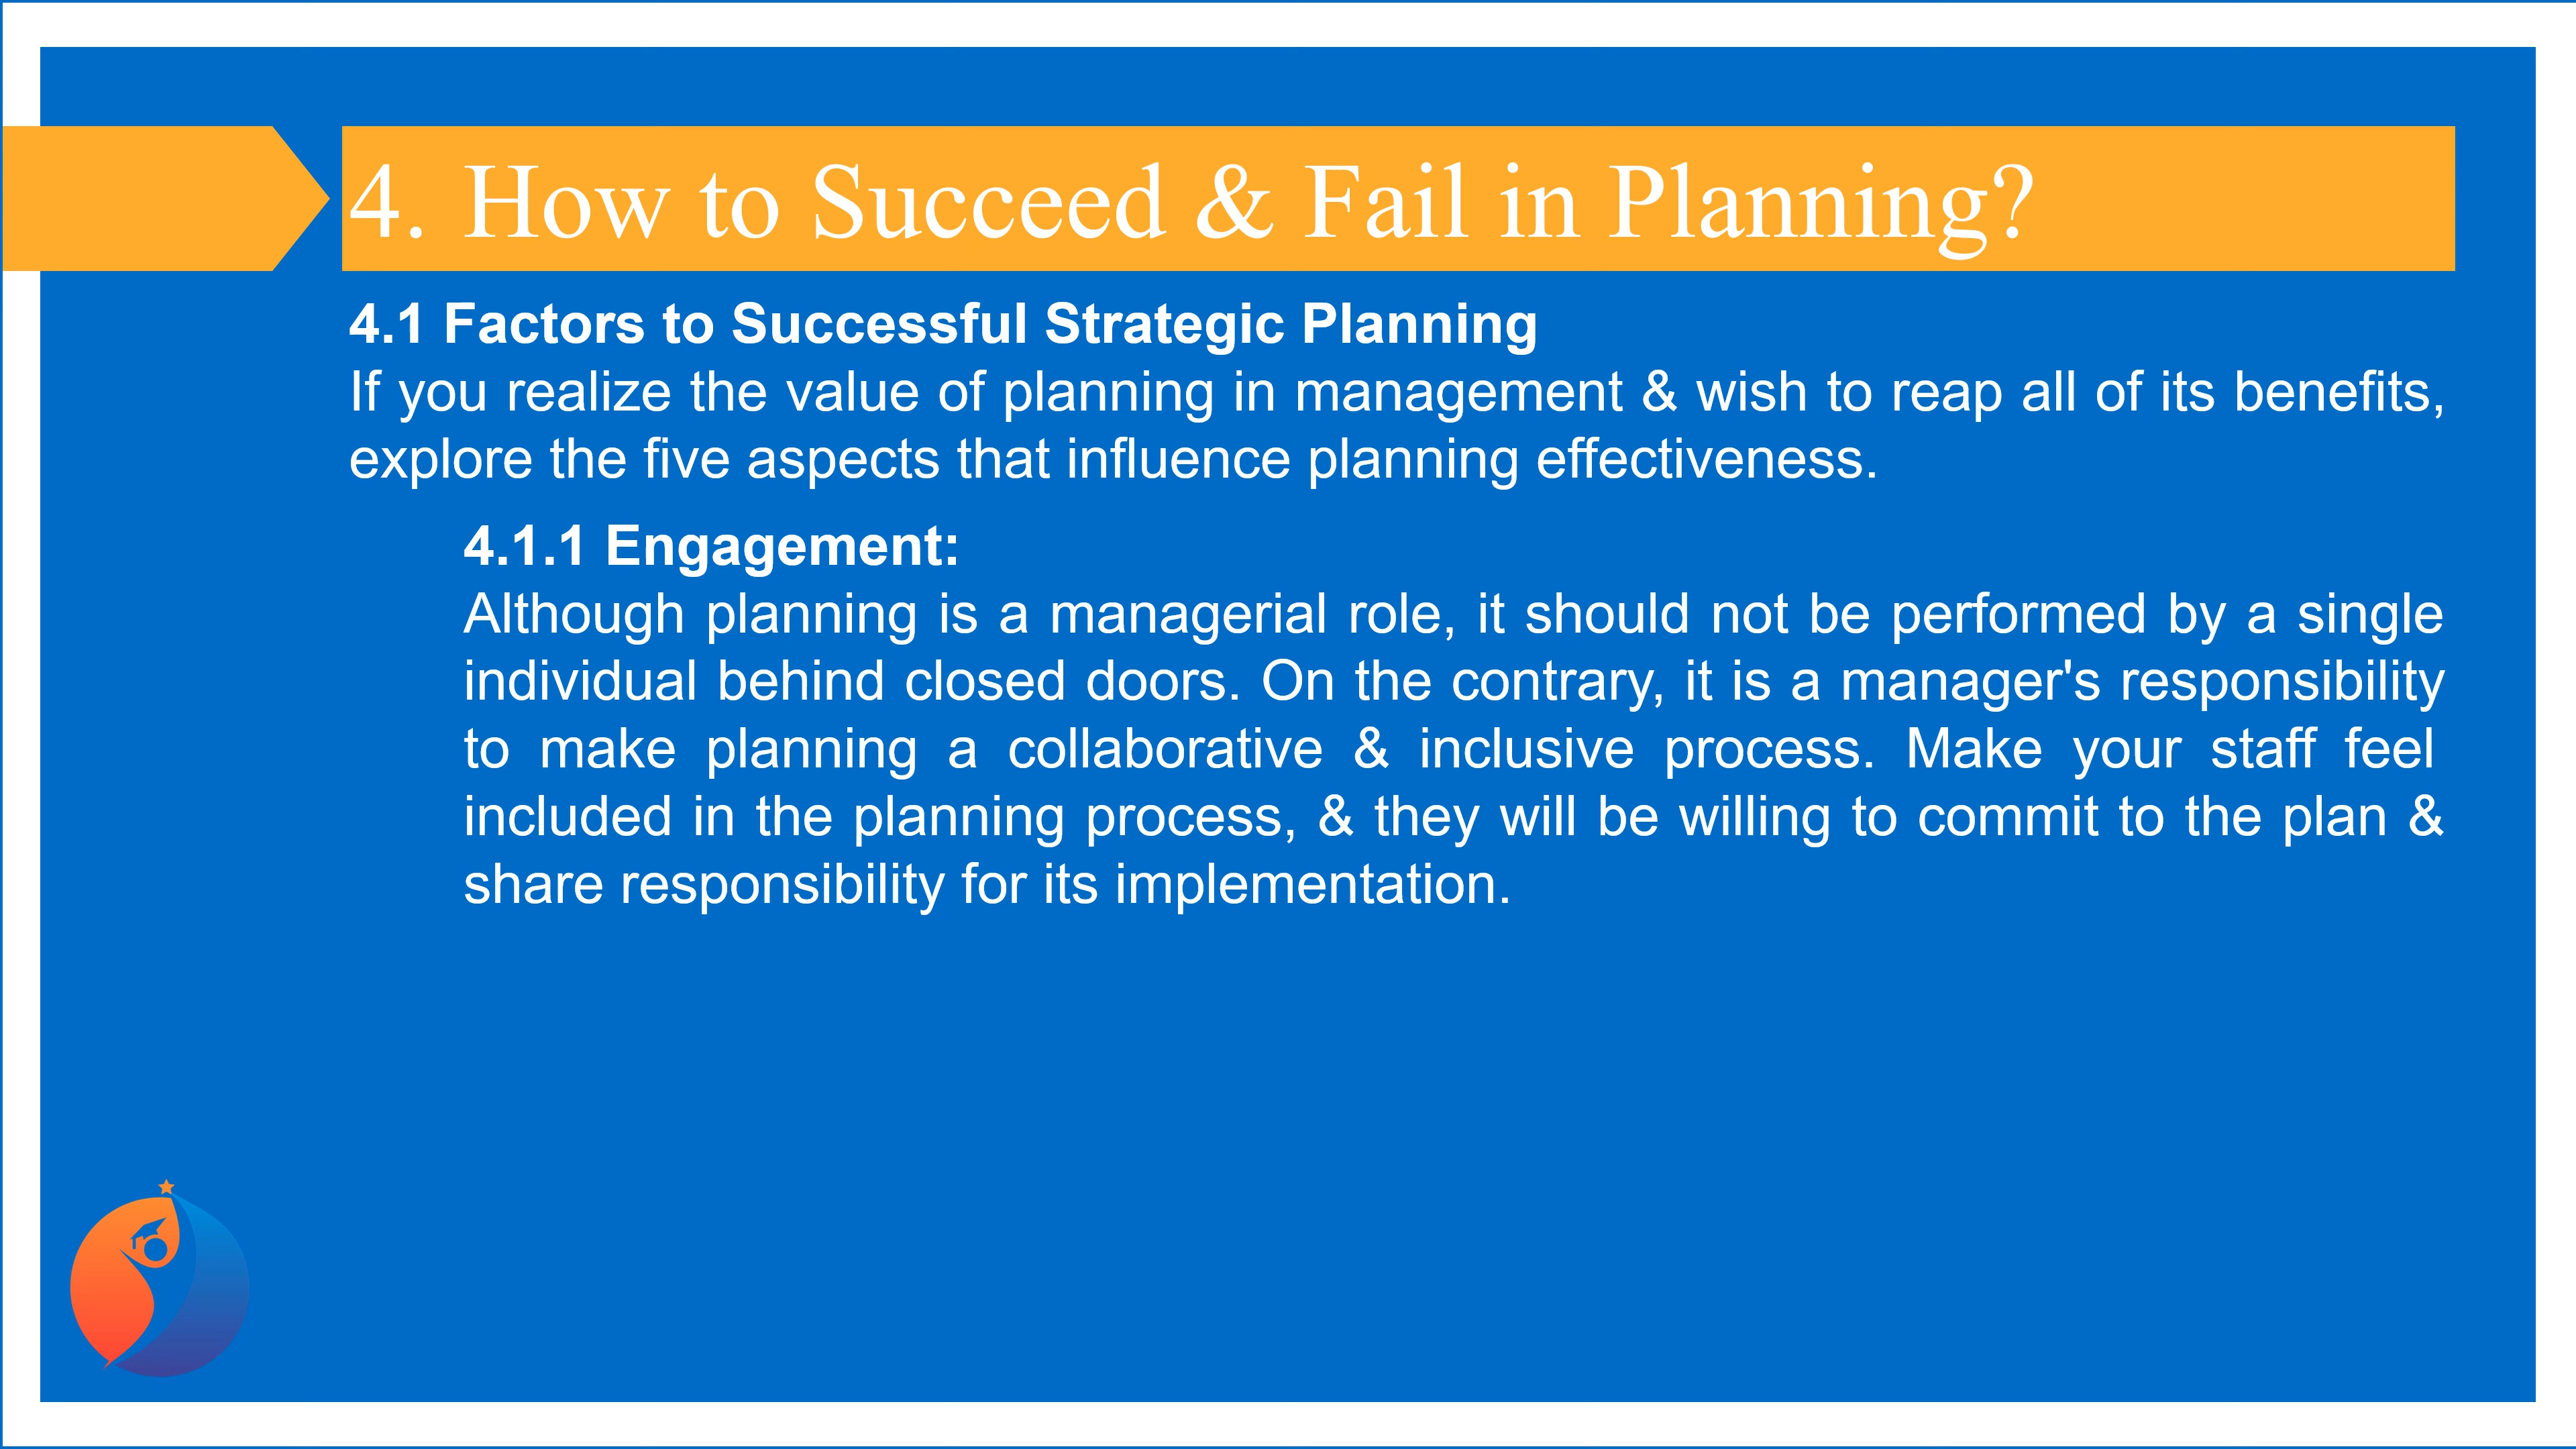 4. How to Succeed & Fail in Planning?
4.1 Factors to Successful Strategic Planning
If you realize the value of planning in management & wish to reap all of its benefits,
explore the five aspects that influence planning effectiveness.
4.1.1 Engagement:
Although planning is a managerial role, it should not be performed by a single
individual behind closed doors. On the contrary, it is a manager's responsibility
to make planning a collaborative & inclusive process. Make your staff feel
included in the planning process, & they will be willing to commit to the plan &
share responsibility for its implementation.